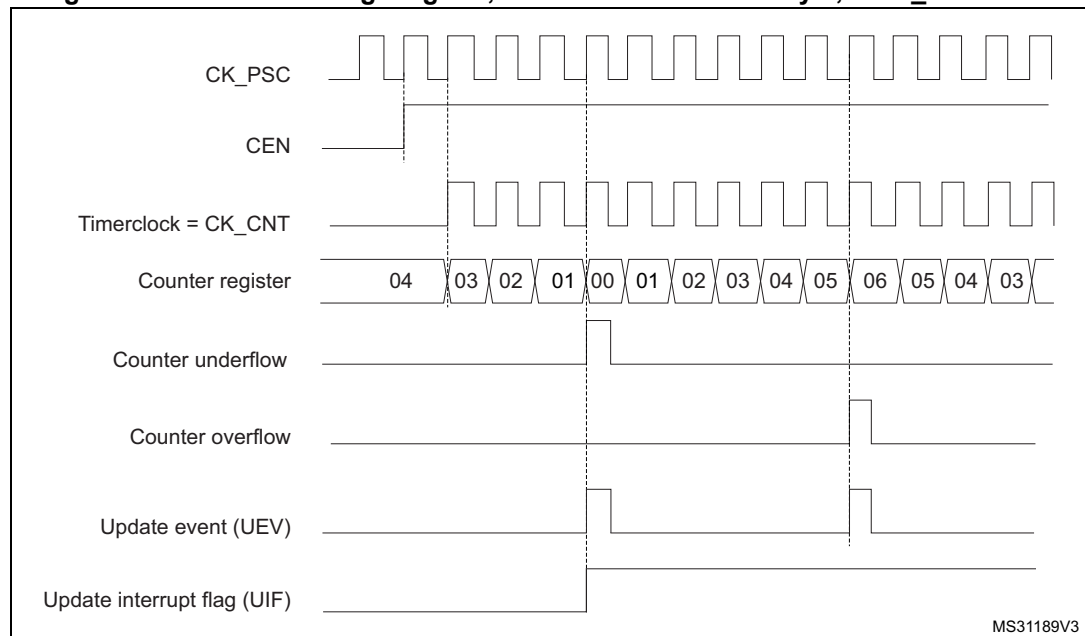 CK_PSC
CEN
Timerclock = CK_CNT
Counter register 04 03 02 01 00 01 02 03 04 05 06 05 04 03
Counter underflow
Counter overflow
Update event (UEV)
Update interrupt flag (UIF)
MS31189V3